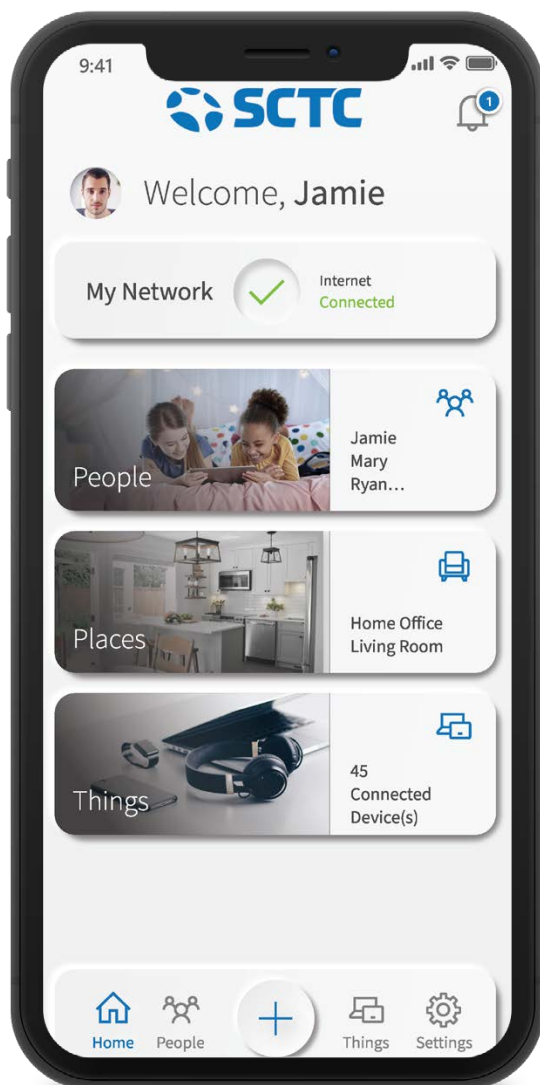 9:41
SCTC
1
Welcome, Jamie
My Network
Internet
Connected
People
Jamie
Mary
Ryan...
Places
Home Office
Living Room
Things
45
Connected
Device(s)
Home
People
Things
Settings